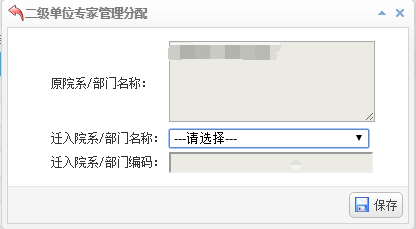 二级单位专家管理分配
原院系/部门名称：
迁入院系/部门名称： ---请选择---
迁入院系/部门编码：
保存